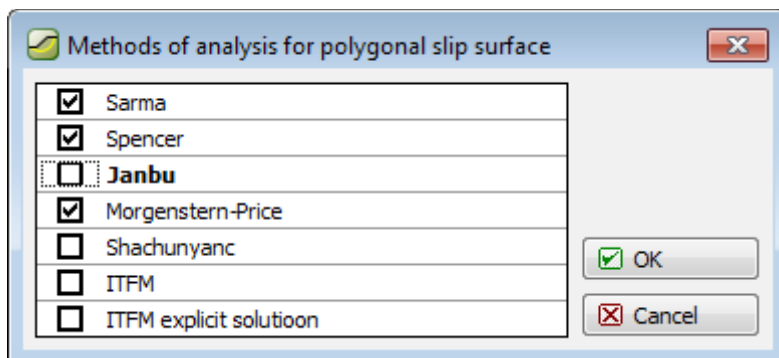 Methods of analysis for polygonal slip surface
Sarma
Spencer
Janbu
Morgenstern-Price
Shachunyanc
ITFM
ITFM explicit solutioon
OK
Cancel